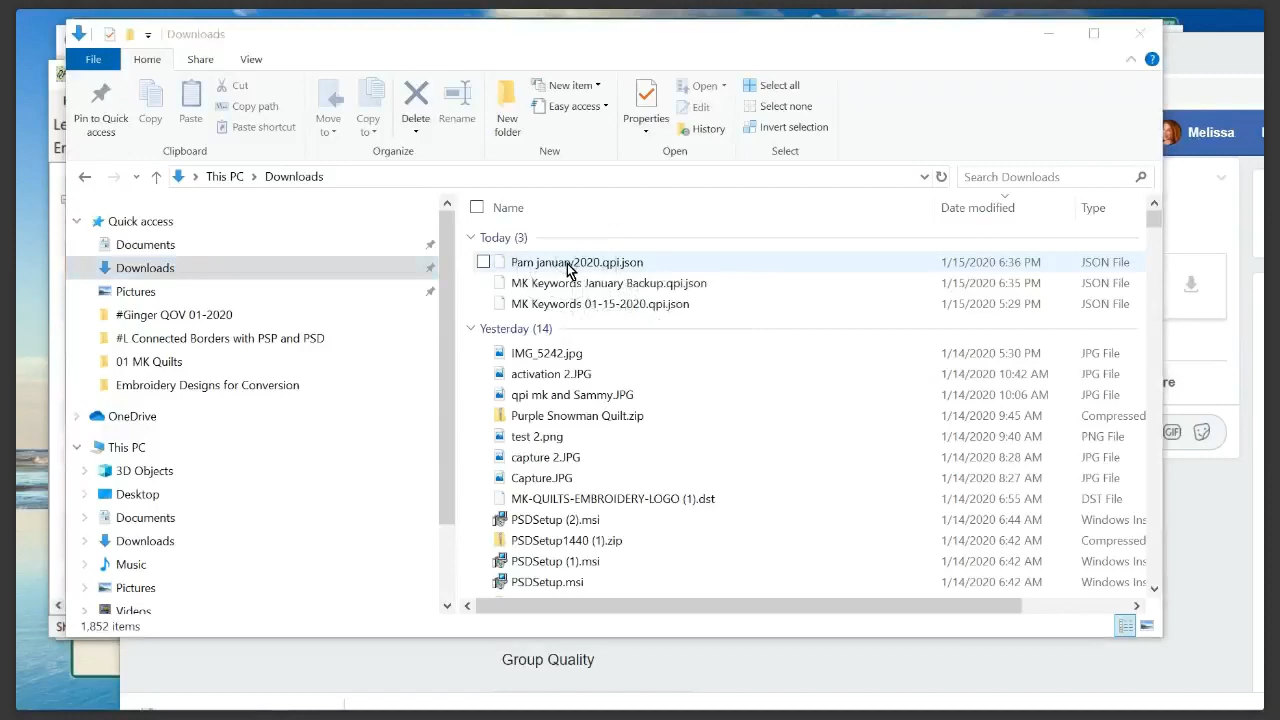 Downloads
File Home Share View
Pin to Quick access
Copy
Paste
Cut
Copy path
Paste shortcut
Clipboard
Move to
Copy to
Delete
Rename
Organize
New folder
New item
Easy access
New
Properties
Open
Edit
History
Open
Select all
Select none
Invert selection
Select
Melissa
This PC > Downloads
Search Downloads
Name Date modified Type
Quick access
Documents
Downloads
Pictures
#Ginger QOV 01-2020
#L Connected Borders with PSP and PSD
01 MK Quilts
Embroidery Designs for Conversion
OneDrive
This PC
3D Objects
Desktop
Documents
Downloads
Music
Pictures
Videos
Today (3)
Pam january2020.qpi.json 1/15/2020 6:36 PM JSON File
MK Keywords January Backup.qpi.json 1/15/2020 6:35 PM JSON File
MK Keywords 01-15-2020.qpi.json 1/15/2020 5:29 PM JSON File
Yesterday (14)
IMG_5242.jpg 1/14/2020 5:30 PM JPG File
activation 2.JPG 1/14/2020 10:42 AM JPG File
qpi mk and Sammy.JPG 1/14/2020 10:06 AM JPG File
Purple Snowman Quilt.zip 1/14/2020 9:45 AM Compressed
test 2.png 1/14/2020 9:40 AM PNG File
capture 2.JPG 1/14/2020 8:28 AM JPG File
Capture.JPG 1/14/2020 8:27 AM JPG File
MK-QUILTS-EMBROIDERY-LOGO (1).dst 1/14/2020 6:55 AM DST File
PSDSetup (2).msi 1/14/2020 6:44 AM Windows Ins
PSDSetup1440 (1).zip 1/14/2020 6:42 AM Compressed
PSDSetup (1).msi 1/14/2020 6:42 AM Windows Ins
PSDSetup.msi 1/14/2020 6:42 AM Windows Ins
1,852 items
GIF
Group Quality